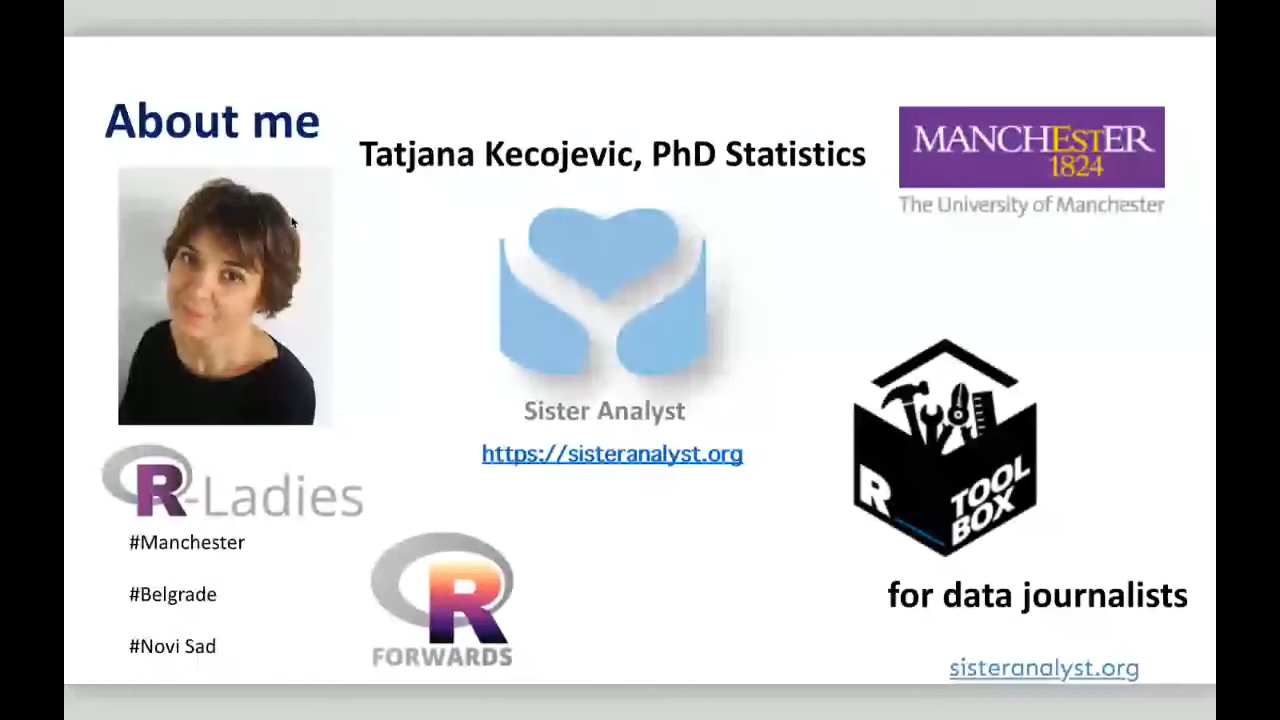 About me
Tatjana Kecojevic, PhD Statistics
MANCHESTER
1824
The University of Manchester
Sister Analyst
https://sisteranalyst.org
R-Ladies
#Manchester
#Belgrade
#Novi Sad
R
FORWARDS
R
TOOL
BOX
for data journalists
sisteranalyst.org